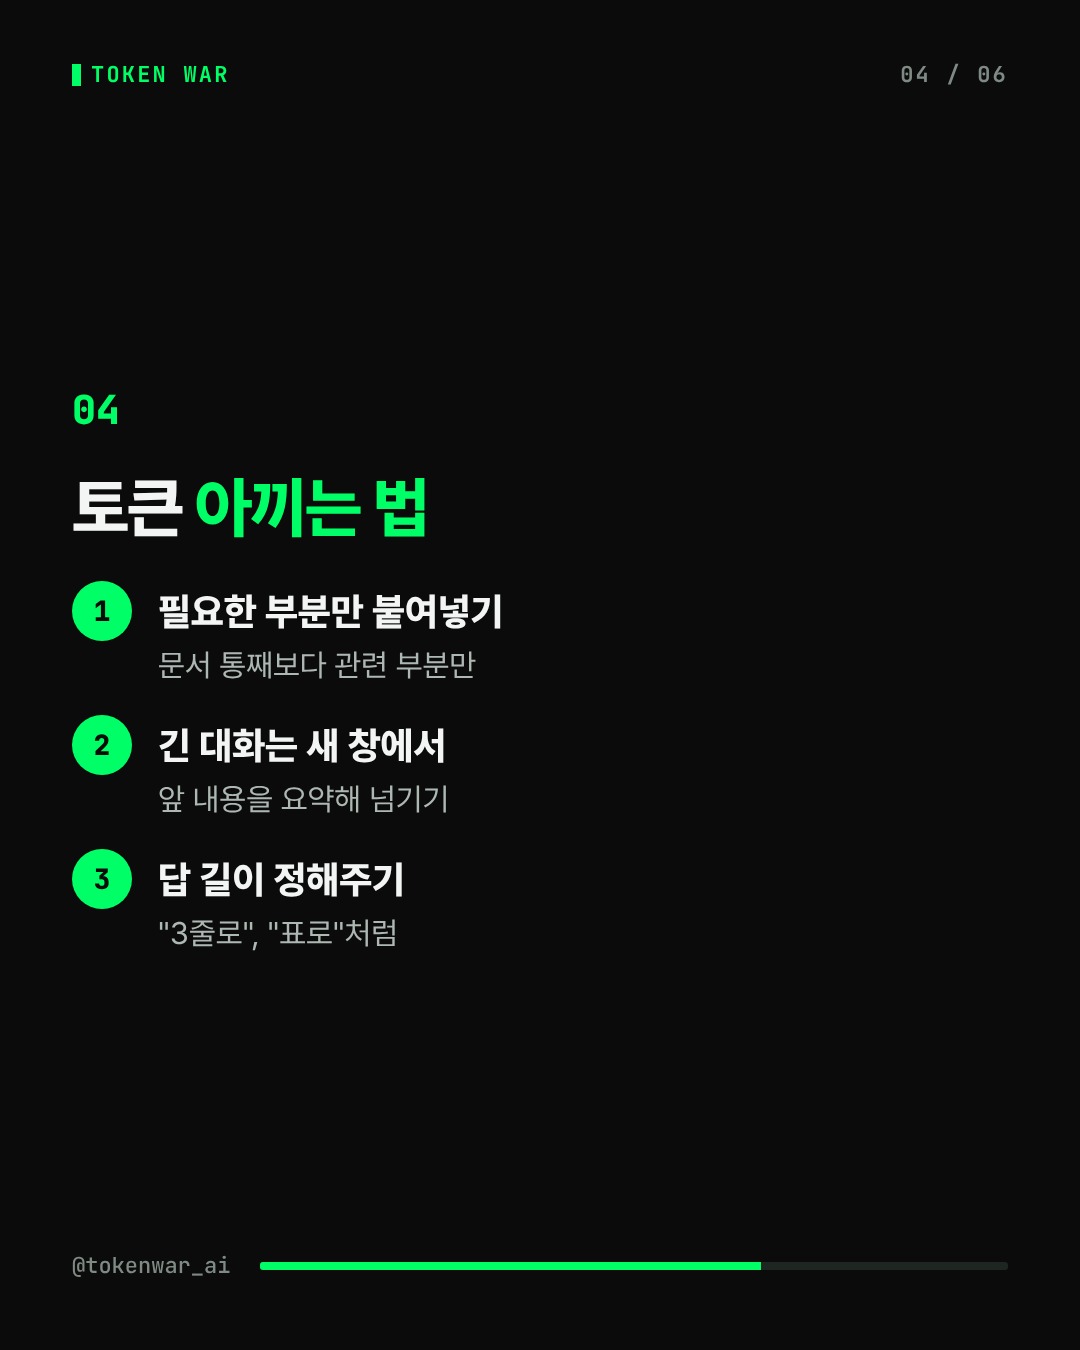 TOKEN WAR
04 / 06
04
토큰 아끼는 법
1 필요한 부분만 붙여넣기
문서 통째보다 관련 부분만
2 긴 대화는 새 창에서
앞 내용을 요약해 넘기기
3 답 길이 정해주기
"3줄로", "표로"처럼
@tokenwar_ai